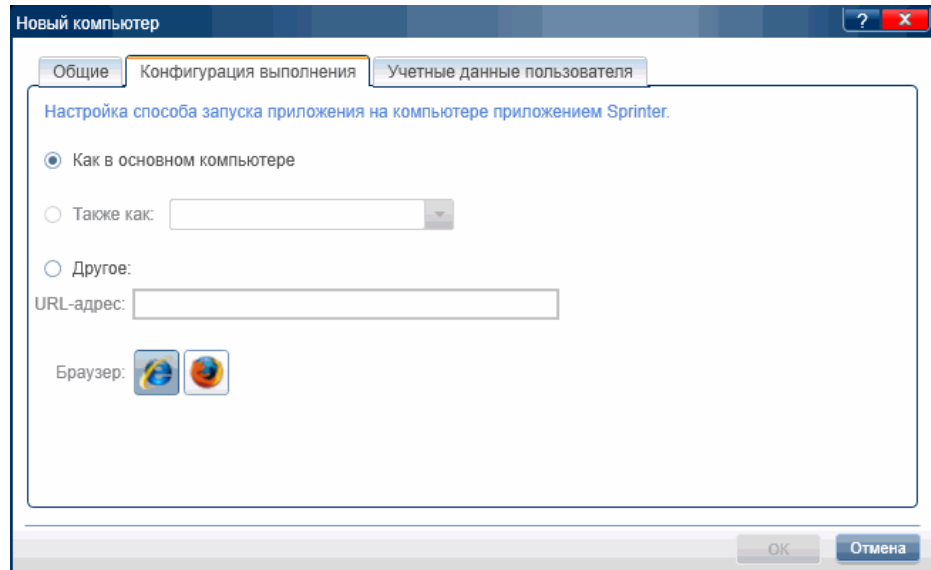 Новый компьютер
?
X
Общие
Конфигурация выполнения
Учетные данные пользователя
Настройка способа запуска приложения на компьютере приложением Sprinter.
Как в основном компьютере
Также как:
Другое:
URL-адрес:
Браузер:
OK
Отмена